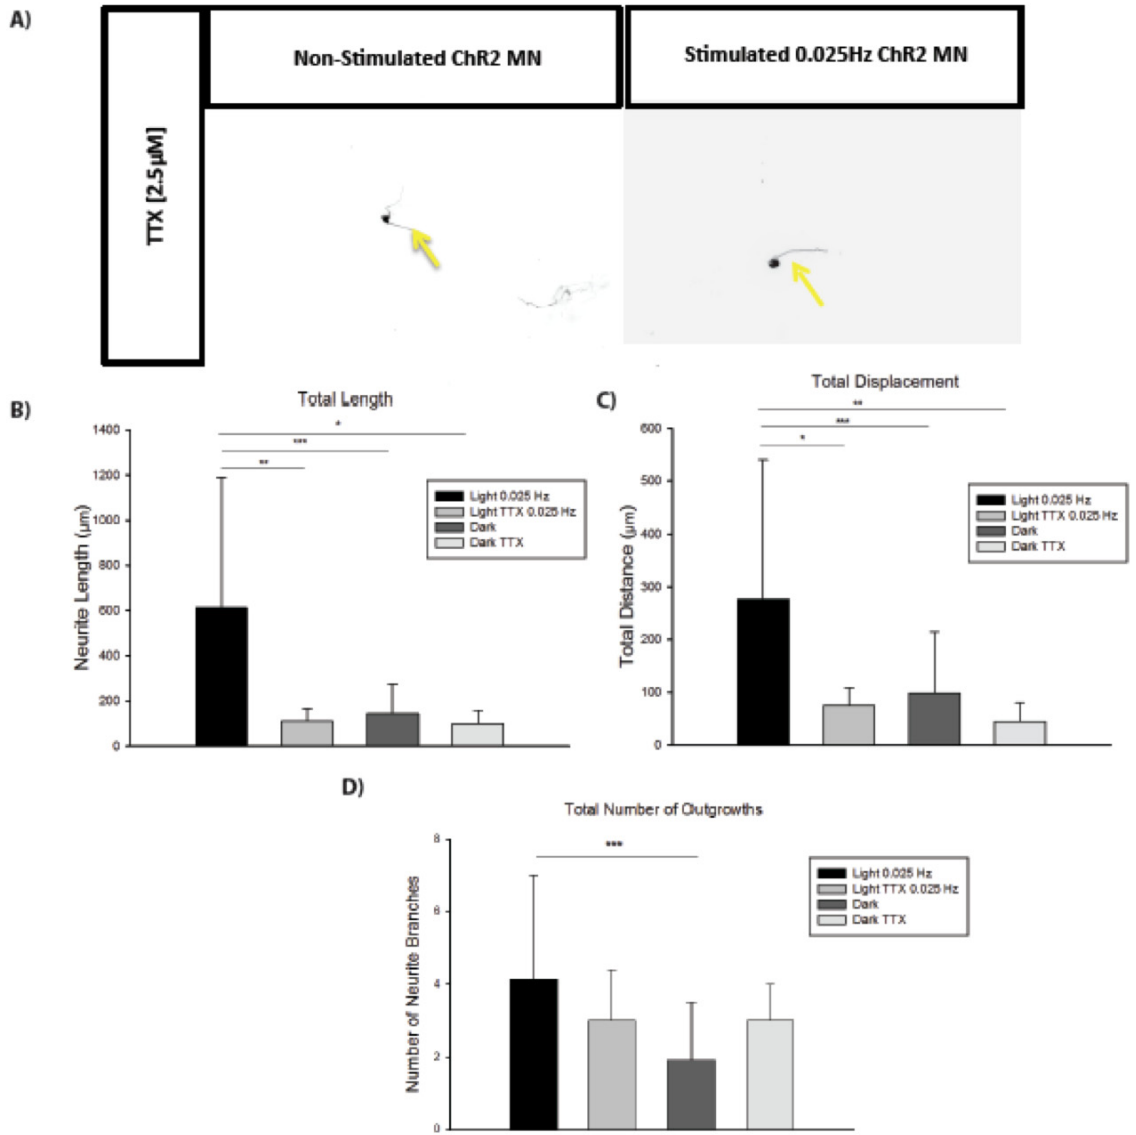 A)
Non-Stimulated ChR2 MN
Stimulated 0.025Hz ChR2 MN
TTX [2.5µM]
B)
Total Length
Neurite Length (µm)
1400
1200
1000
800
600
400
200
0
*
***
**
Light 0.025 Hz
Light TTX 0.025 Hz
Dark
Dark TTX
C)
Total Displacement
Total Distance (µm)
600
500
400
300
200
100
0
**
***
*
Light 0.025 Hz
Light TTX 0.025 Hz
Dark
Dark TTX
D)
Total Number of Outgrowths
Number of Neurite Branches
8
6
4
2
0
***
Light 0.025 Hz
Light TTX 0.025 Hz
Dark
Dark TTX